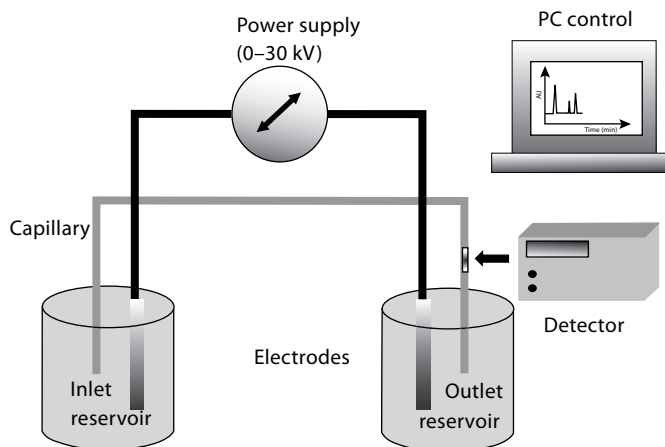 Power supply
(0–30 kV)
PC control
AU
Time (min)
Capillary
Detector
Electrodes
Inlet
reservoir
Outlet
reservoir